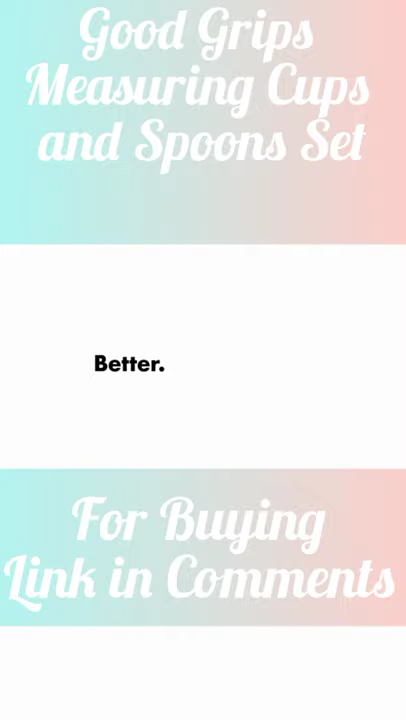 Good Grips
Measuring Cups
and Spoons Set
Better.
For Buying
Link in Comments